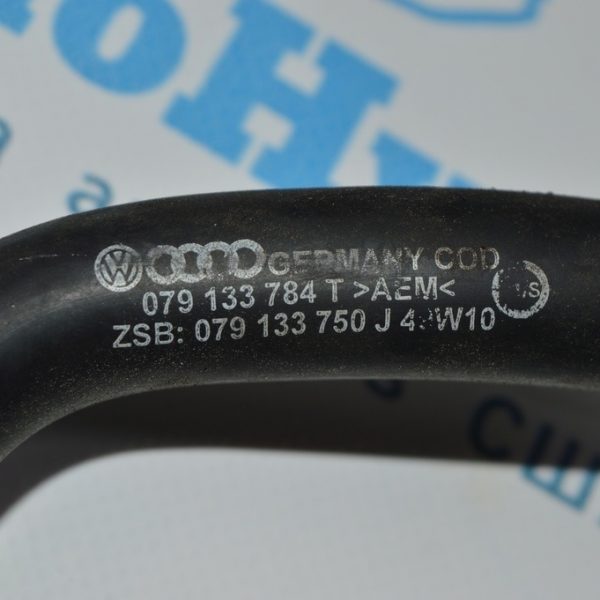 GERMANY COD
079 133 784 T >AEM<
ZSB: 079 133 750 J